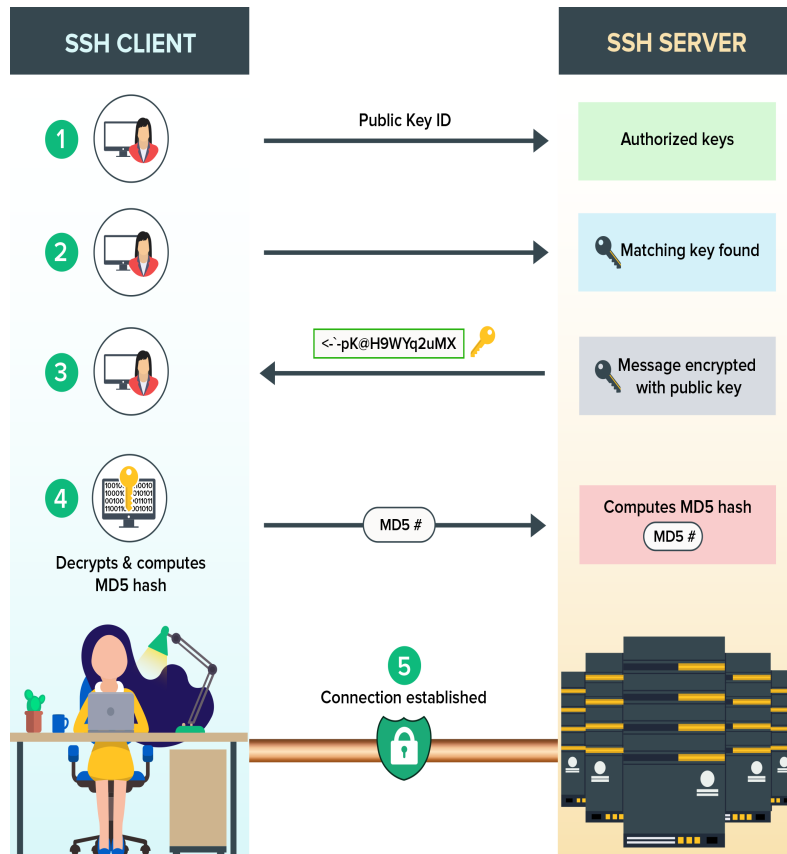 SSH CLIENT
SSH SERVER
1
Public Key ID
Authorized keys
2
Matching key found
3
<-`-pK@H9WYq2uMX
Message encrypted
with public key
4
Decrypts & computes
MD5 hash
MD5 #
Computes MD5 hash
MD5 #
5
Connection established